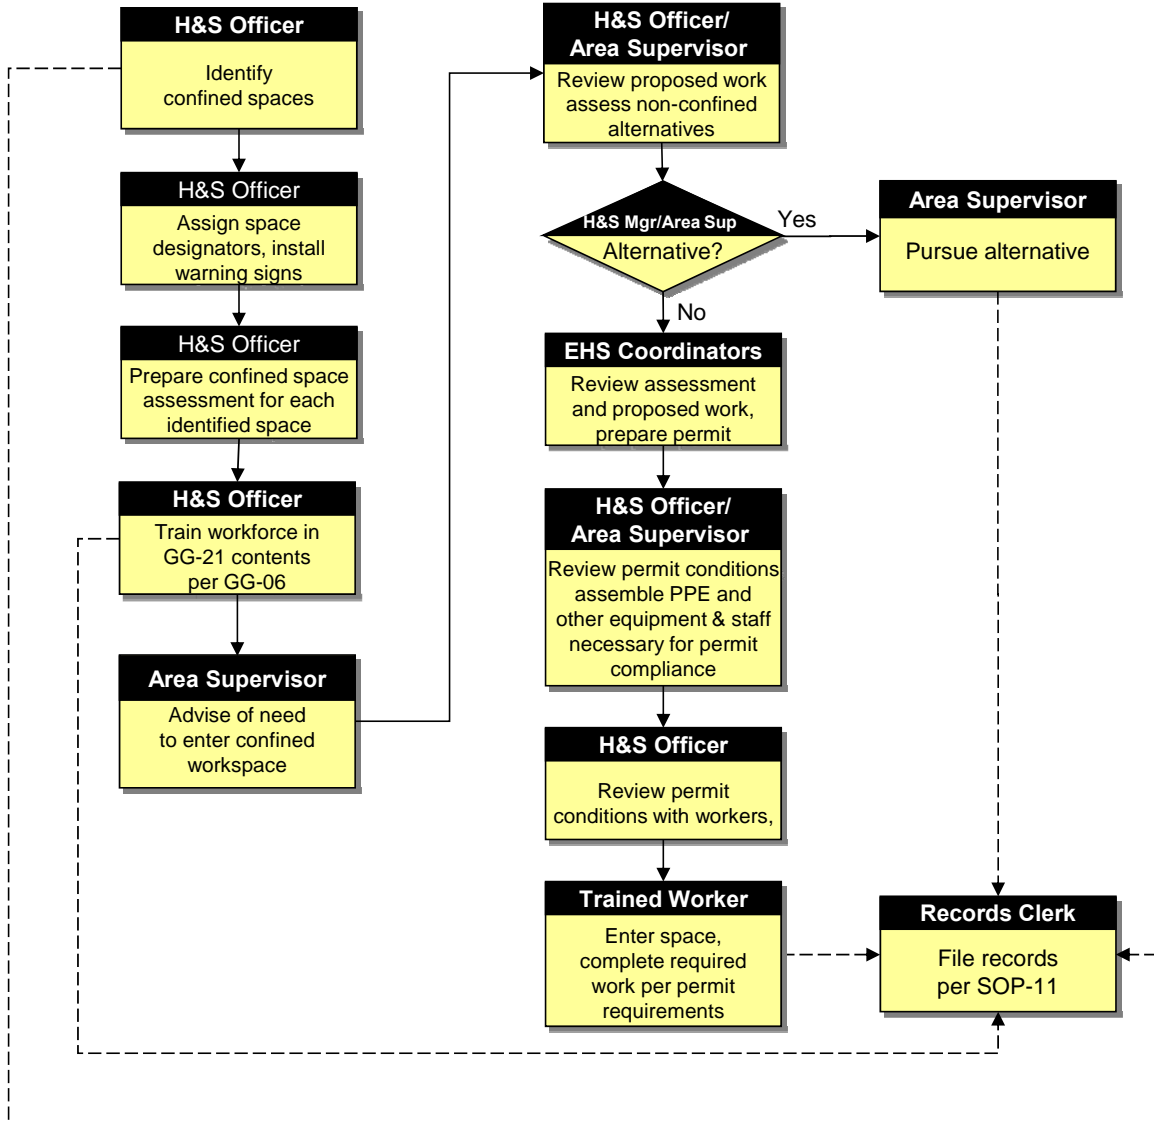 H&S Officer
Identify
confined spaces
H&S Officer
Assign space
designators, install
warning signs
H&S Officer
Prepare confined space
assessment for each
identified space
H&S Officer
Train workforce in
GG-21 contents
per GG-06
Area Supervisor
Advise of need
to enter confined
workspace
H&S Officer/
Area Supervisor
Review proposed work
assess non-confined
alternatives
H&S Mgr/Area Sup
Alternative?
Yes
No
Area Supervisor
Pursue alternative
EHS Coordinators
Review assessment
and proposed work,
prepare permit
H&S Officer/
Area Supervisor
Review permit conditions
assemble PPE and
other equipment & staff
necessary for permit
compliance
H&S Officer
Review permit
conditions with workers,
Trained Worker
Enter space,
complete required
work per permit
requirements
Records Clerk
File records
per SOP-11